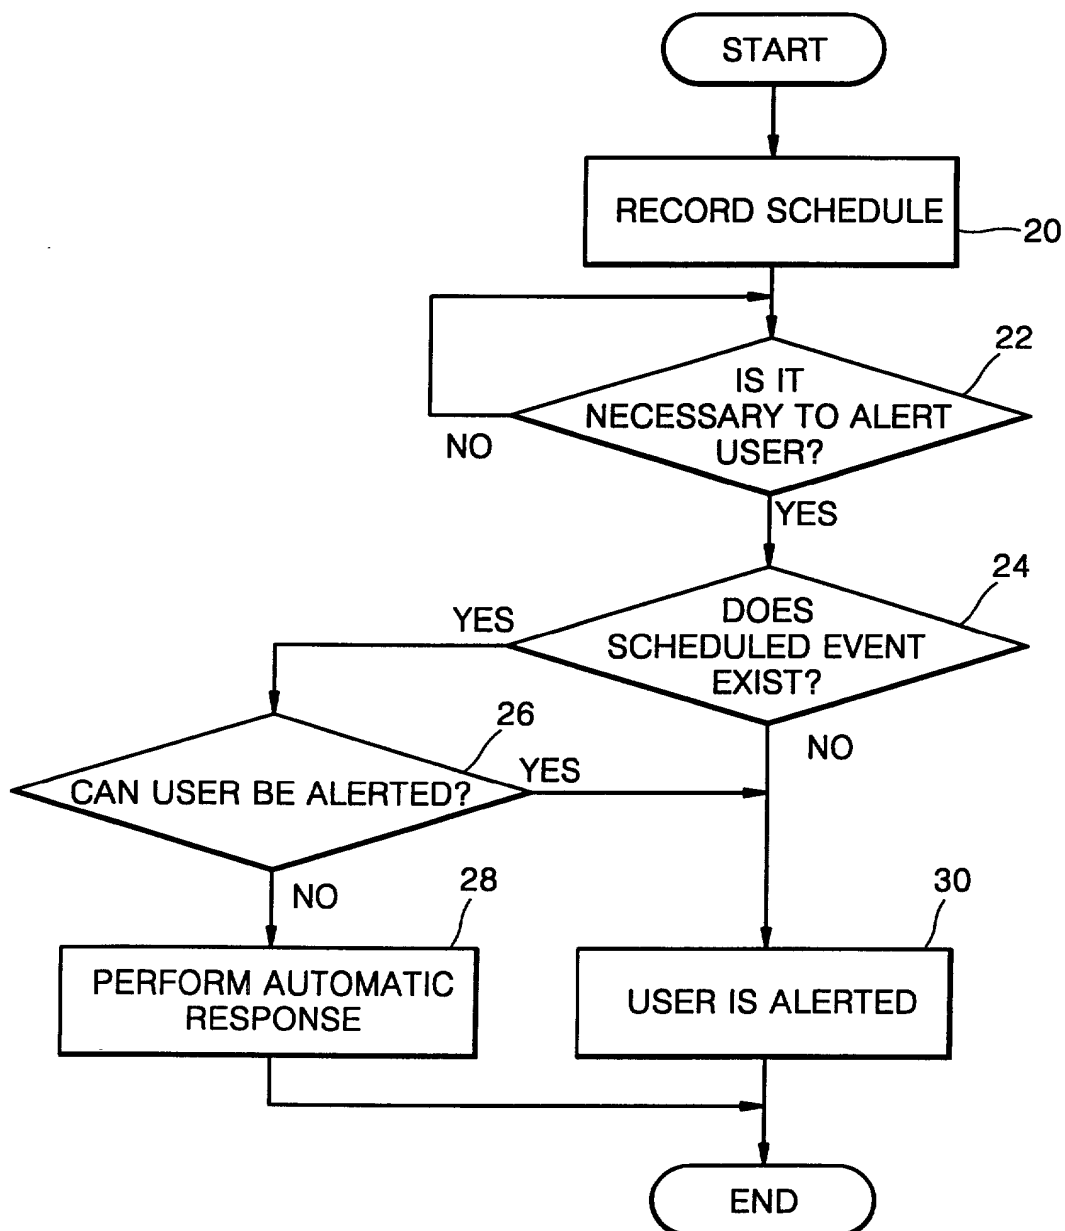 START
RECORD SCHEDULE
20
22
IS IT
NECESSARY TO ALERT
USER?
NO
YES
24
DOES
SCHEDULED EVENT
EXIST?
YES
NO
26
CAN USER BE ALERTED?
YES
NO
28
PERFORM AUTOMATIC
RESPONSE
30
USER IS ALERTED
END